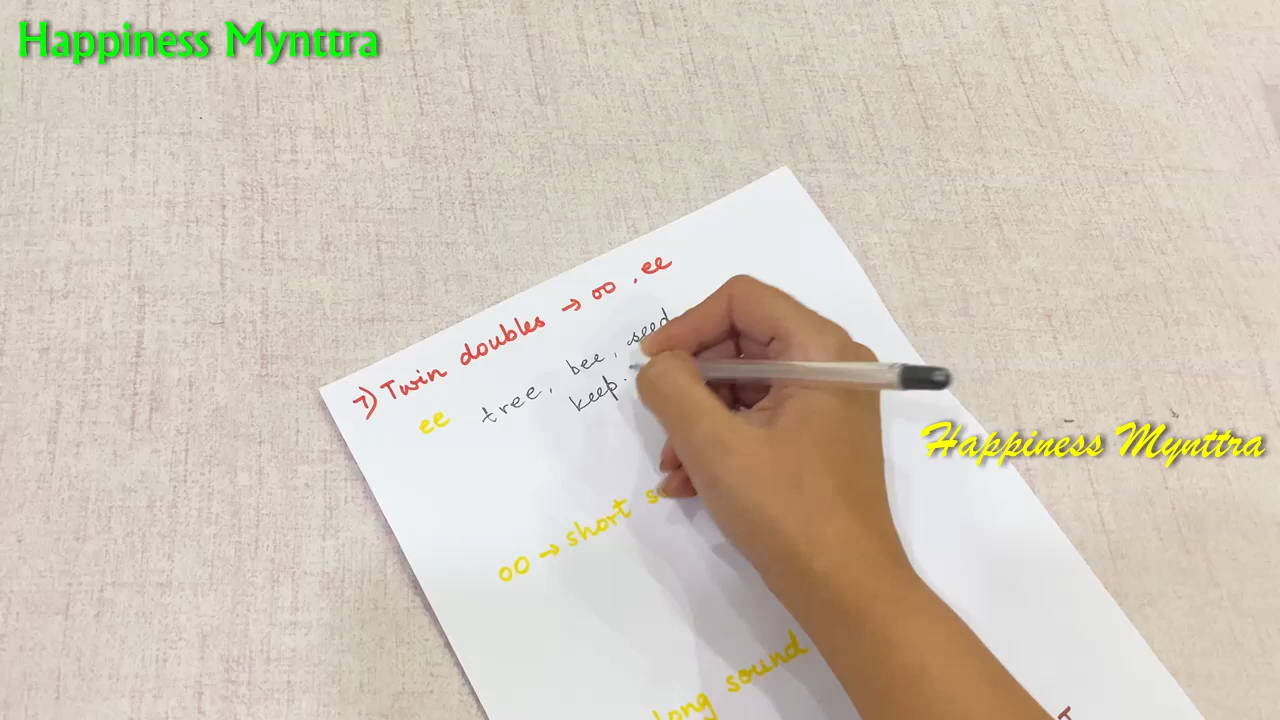 Happiness Mynttra
7) Twin doubles → oo , ee
ee tree, bee, seed
keep.
Happiness Mynttra
oo → short
long sound